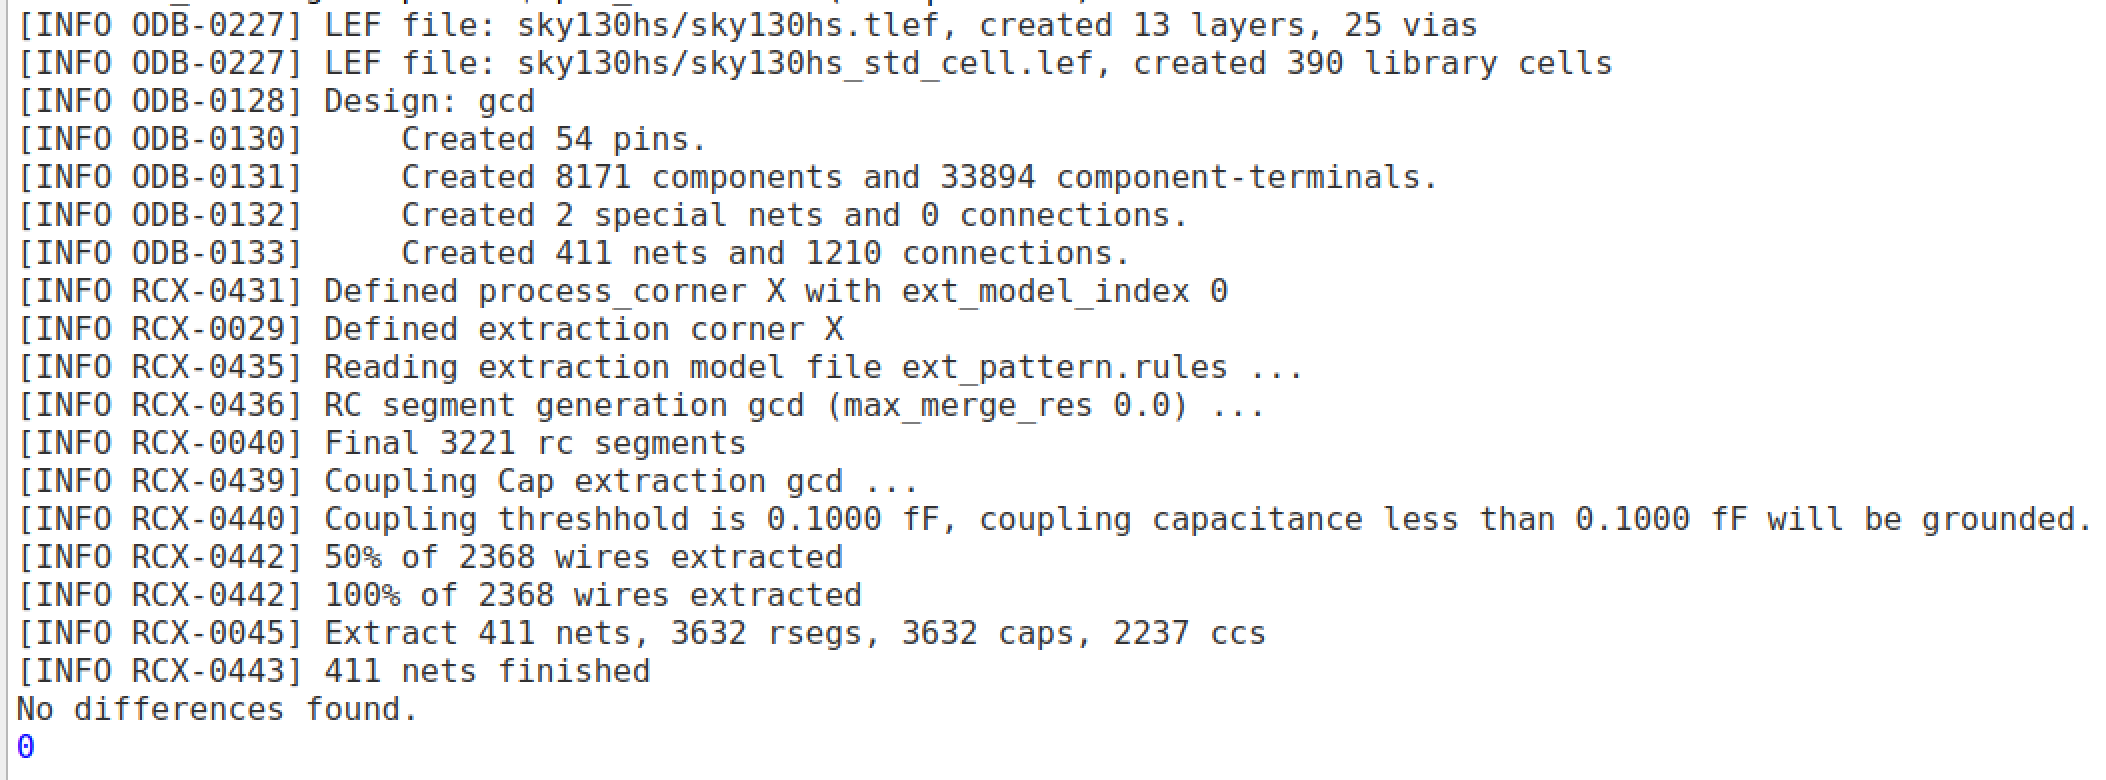 [INFO ODB-0227] LEF file: sky130hs/sky130hs.tlef, created 13 layers, 25 vias
[INFO ODB-0227] LEF file: sky130hs/sky130hs_std_cell.lef, created 390 library cells
[INFO ODB-0128] Design: gcd
[INFO ODB-0130]     Created 54 pins.
[INFO ODB-0131]     Created 8171 components and 33894 component-terminals.
[INFO ODB-0132]     Created 2 special nets and 0 connections.
[INFO ODB-0133]     Created 411 nets and 1210 connections.
[INFO RCX-0431] Defined process_corner X with ext_model_index 0
[INFO RCX-0029] Defined extraction corner X
[INFO RCX-0435] Reading extraction model file ext_pattern.rules ...
[INFO RCX-0436] RC segment generation gcd (max_merge_res 0.0) ...
[INFO RCX-0040] Final 3221 rc segments
[INFO RCX-0439] Coupling Cap extraction gcd ...
[INFO RCX-0440] Coupling threshhold is 0.1000 fF, coupling capacitance less than 0.1000 fF will be grounded.
[INFO RCX-0442] 50% of 2368 wires extracted
[INFO RCX-0442] 100% of 2368 wires extracted
[INFO RCX-0045] Extract 411 nets, 3632 rsegs, 3632 caps, 2237 ccs
[INFO RCX-0443] 411 nets finished
No differences found.
0